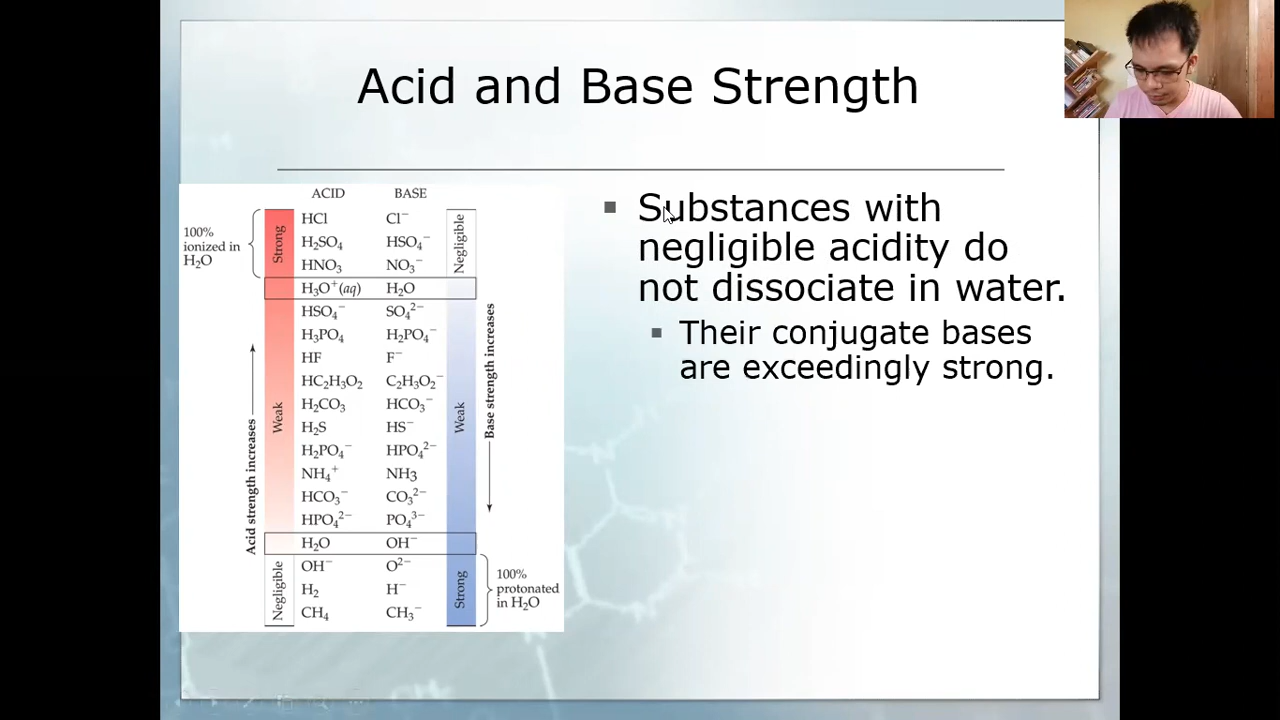 Acid and Base Strength
ACID BASE
100%
ionized in
H₂O
Strong
Negligible
HCl Cl⁻
H₂SO₄ HSO₄⁻
HNO₃ NO₃⁻
H₃O⁺(aq) H₂O
HSO₄⁻ SO₄²⁻
H₃PO₄ H₂PO₄⁻
HF F⁻
HC₂H₃O₂ C₂H₃O₂⁻
H₂CO₃ HCO₃⁻
H₂S HS⁻
H₂PO₄⁻ HPO₄²⁻
NH₄⁺ NH3
HCO₃⁻ CO₃²⁻
HPO₄²⁻ PO₄³⁻
H₂O OH⁻
OH⁻ O²⁻
H₂ H⁻
CH₄ CH₃⁻
Acid strength increases
Weak
Weak
Base strength increases
Negligible
Strong
100%
protonated
in H₂O
▪ Substances with
negligible acidity do
not dissociate in water.
▪ Their conjugate bases
are exceedingly strong.